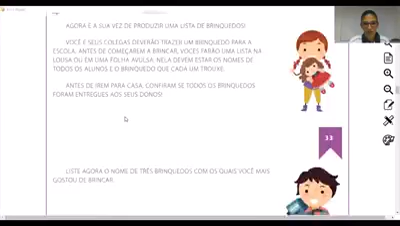 AGORA É A SUA VEZ DE PRODUZIR UMA LISTA DE BRINQUEDOS!
VOCÊ E SEUS COLEGAS DEVERÃO TRAZER UM BRINQUEDO PARA A
ESCOLA. ANTES DE COMEÇAREM A BRINCAR, VOCÊS FARÃO UMA LISTA NA
LOUSA OU EM UMA FOLHA AVULSA. NELA DEVEM ESTAR OS NOMES DE
TODOS OS ALUNOS E O BRINQUEDO QUE CADA UM TROUXE.
ANTES DE IREM PARA CASA, CONFIRAM SE TODOS OS BRINQUEDOS
FORAM ENTREGUES AOS SEUS DONOS!
33
LISTE AGORA O NOME DE TRÊS BRINQUEDOS COM OS QUAIS VOCÊ MAIS
GOSTOU DE BRINCAR